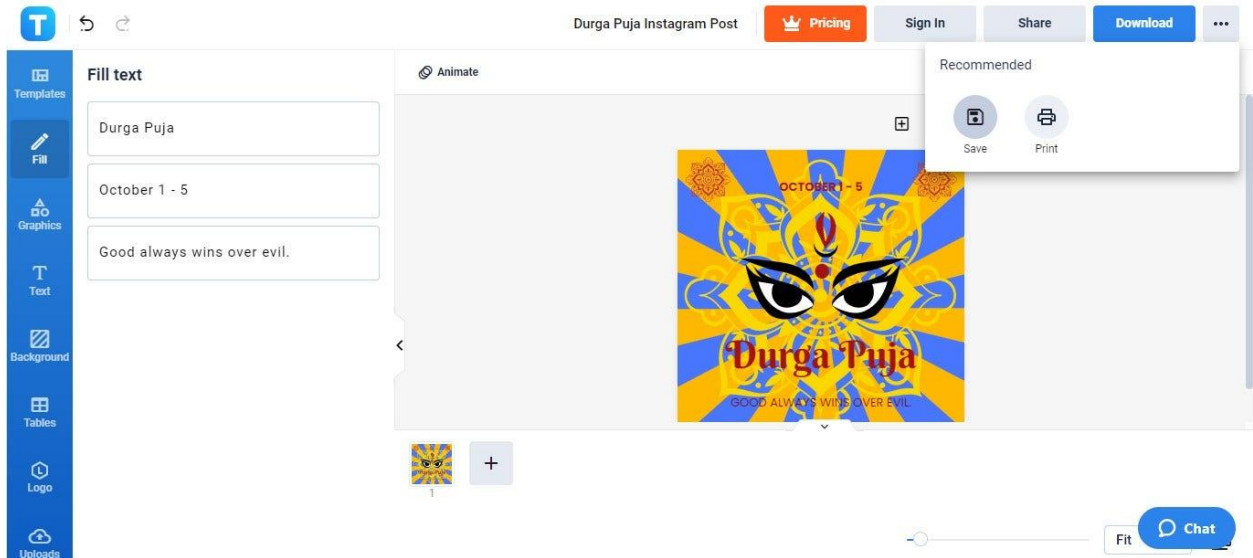 T
Durga Puja Instagram Post
Pricing
Sign In
Share
Download
Templates
Fill
Graphics
Text
Background
Tables
Logo
Uploads
Fill text
Durga Puja
October 1 - 5
Good always wins over evil.
Animate
Recommended
Save
Print
OCTOBER 1 - 5
Durga Puja
GOOD ALWAYS WINS OVER EVIL.
1
Fit
Chat